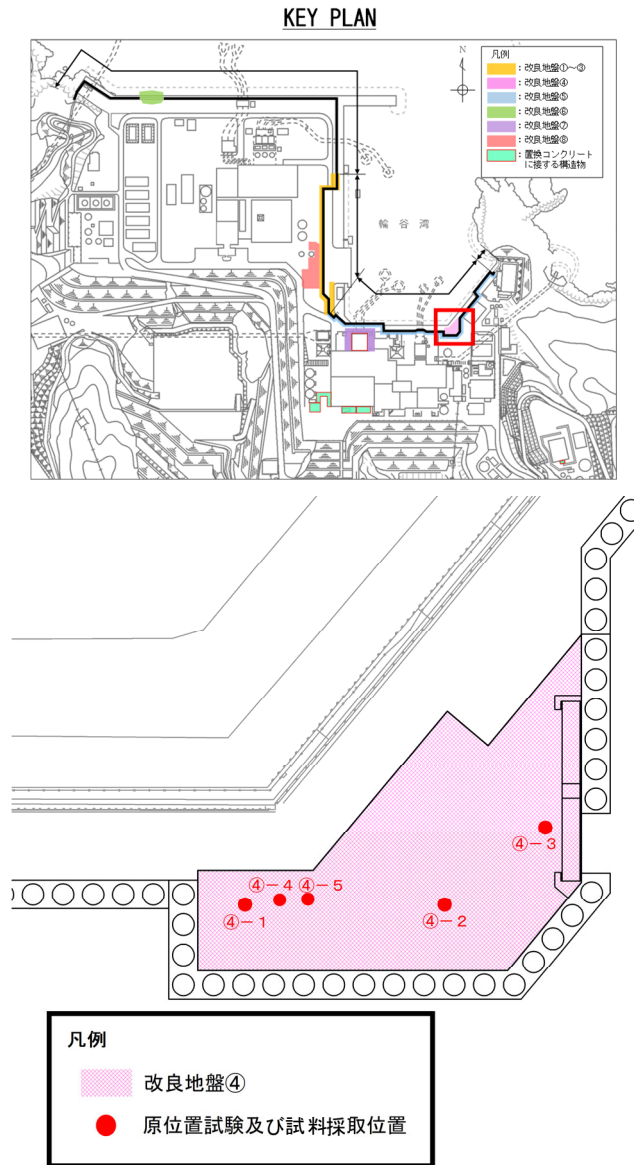 KEY PLAN
凡例
：改良地盤①～③
：改良地盤④
：改良地盤⑤
：改良地盤⑥
：改良地盤⑦
：改良地盤⑧
：置換コンクリート
に接する構造物
N
輪谷湾
④－3
④－4
④－5
④－1
④－2
凡例
改良地盤④
原位置試験及び試料採取位置